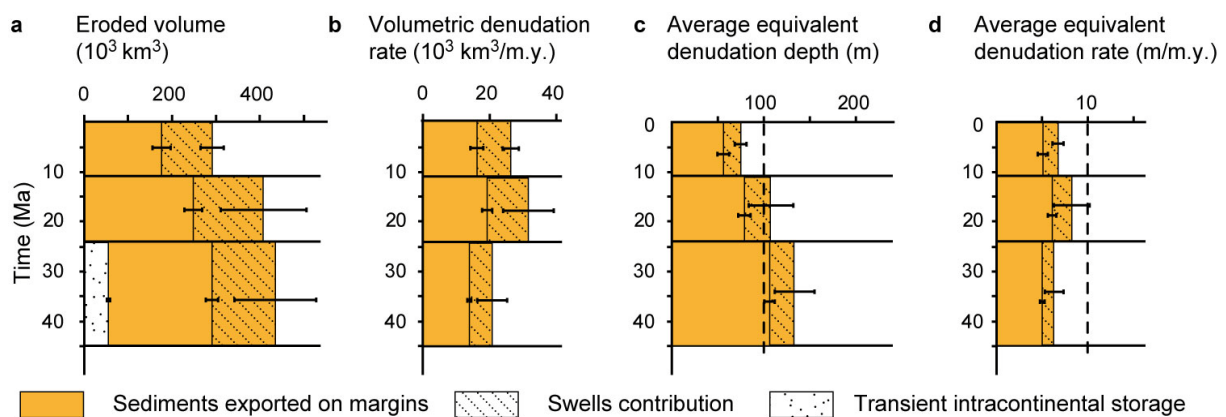 a Eroded volume (10³ km³)
0 200 400
b Volumetric denudation rate (10³ km³/m.y.)
0 20 40
c Average equivalent denudation depth (m)
100 200
d Average equivalent denudation rate (m/m.y.)
10
Time (Ma)
10
20
30
40
0
10
20
30
40
0
10
20
30
40
Sediments exported on margins Swells contribution Transient intracontinental storage